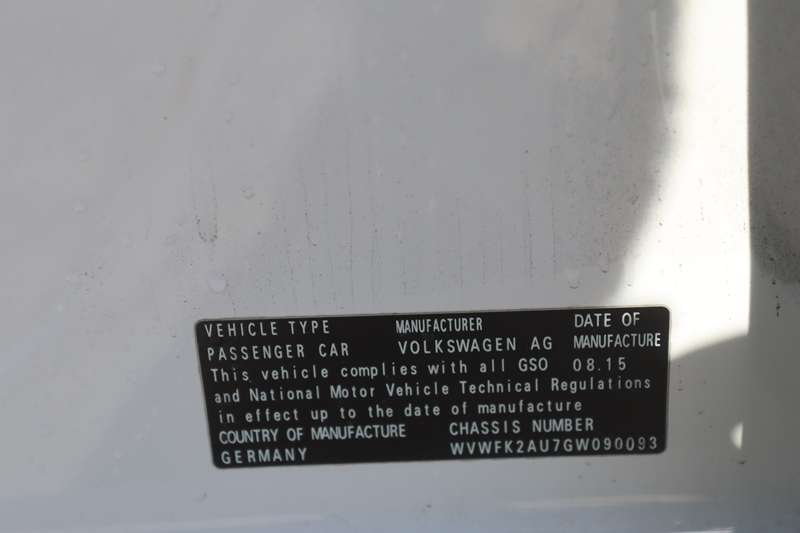 VEHICLE TYPE MANUFACTURER DATE OF MANUFACTURE
PASSENGER CAR VOLKSWAGEN AG
This vehicle complies with all GSO 08.15
and National Motor Vehicle Technical Regulations
in effect up to the date of manufacture
COUNTRY OF MANUFACTURE CHASSIS NUMBER
GERMANY WVWFK2AU7GW090093